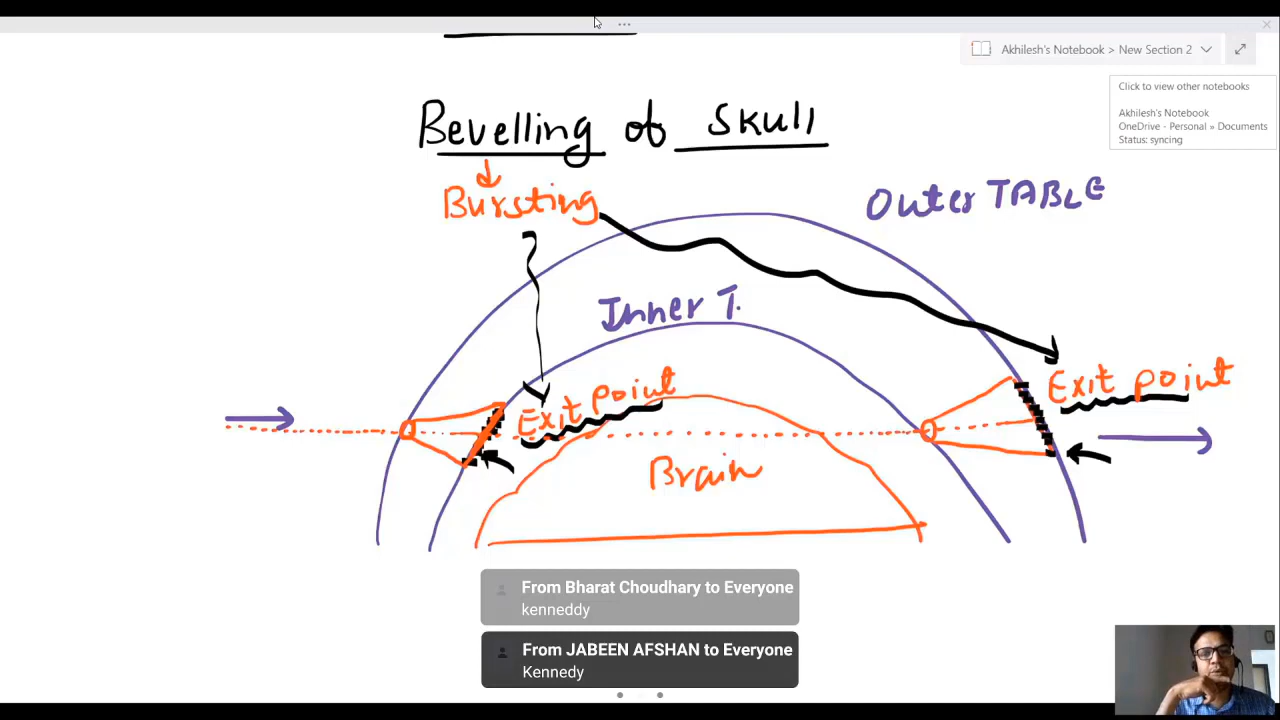 Akhilesh's Notebook > New Section 2
Click to view other notebooks
Akhilesh's Notebook
OneDrive - Personal » Documents
Status: syncing
Bevelling of Skull
Bursting
Outer TABLE
Inner T.
Exit point
Exit point
Brain
From Bharat Choudhary to Everyone
kenneddy
From JABEEN AFSHAN to Everyone
Kennedy